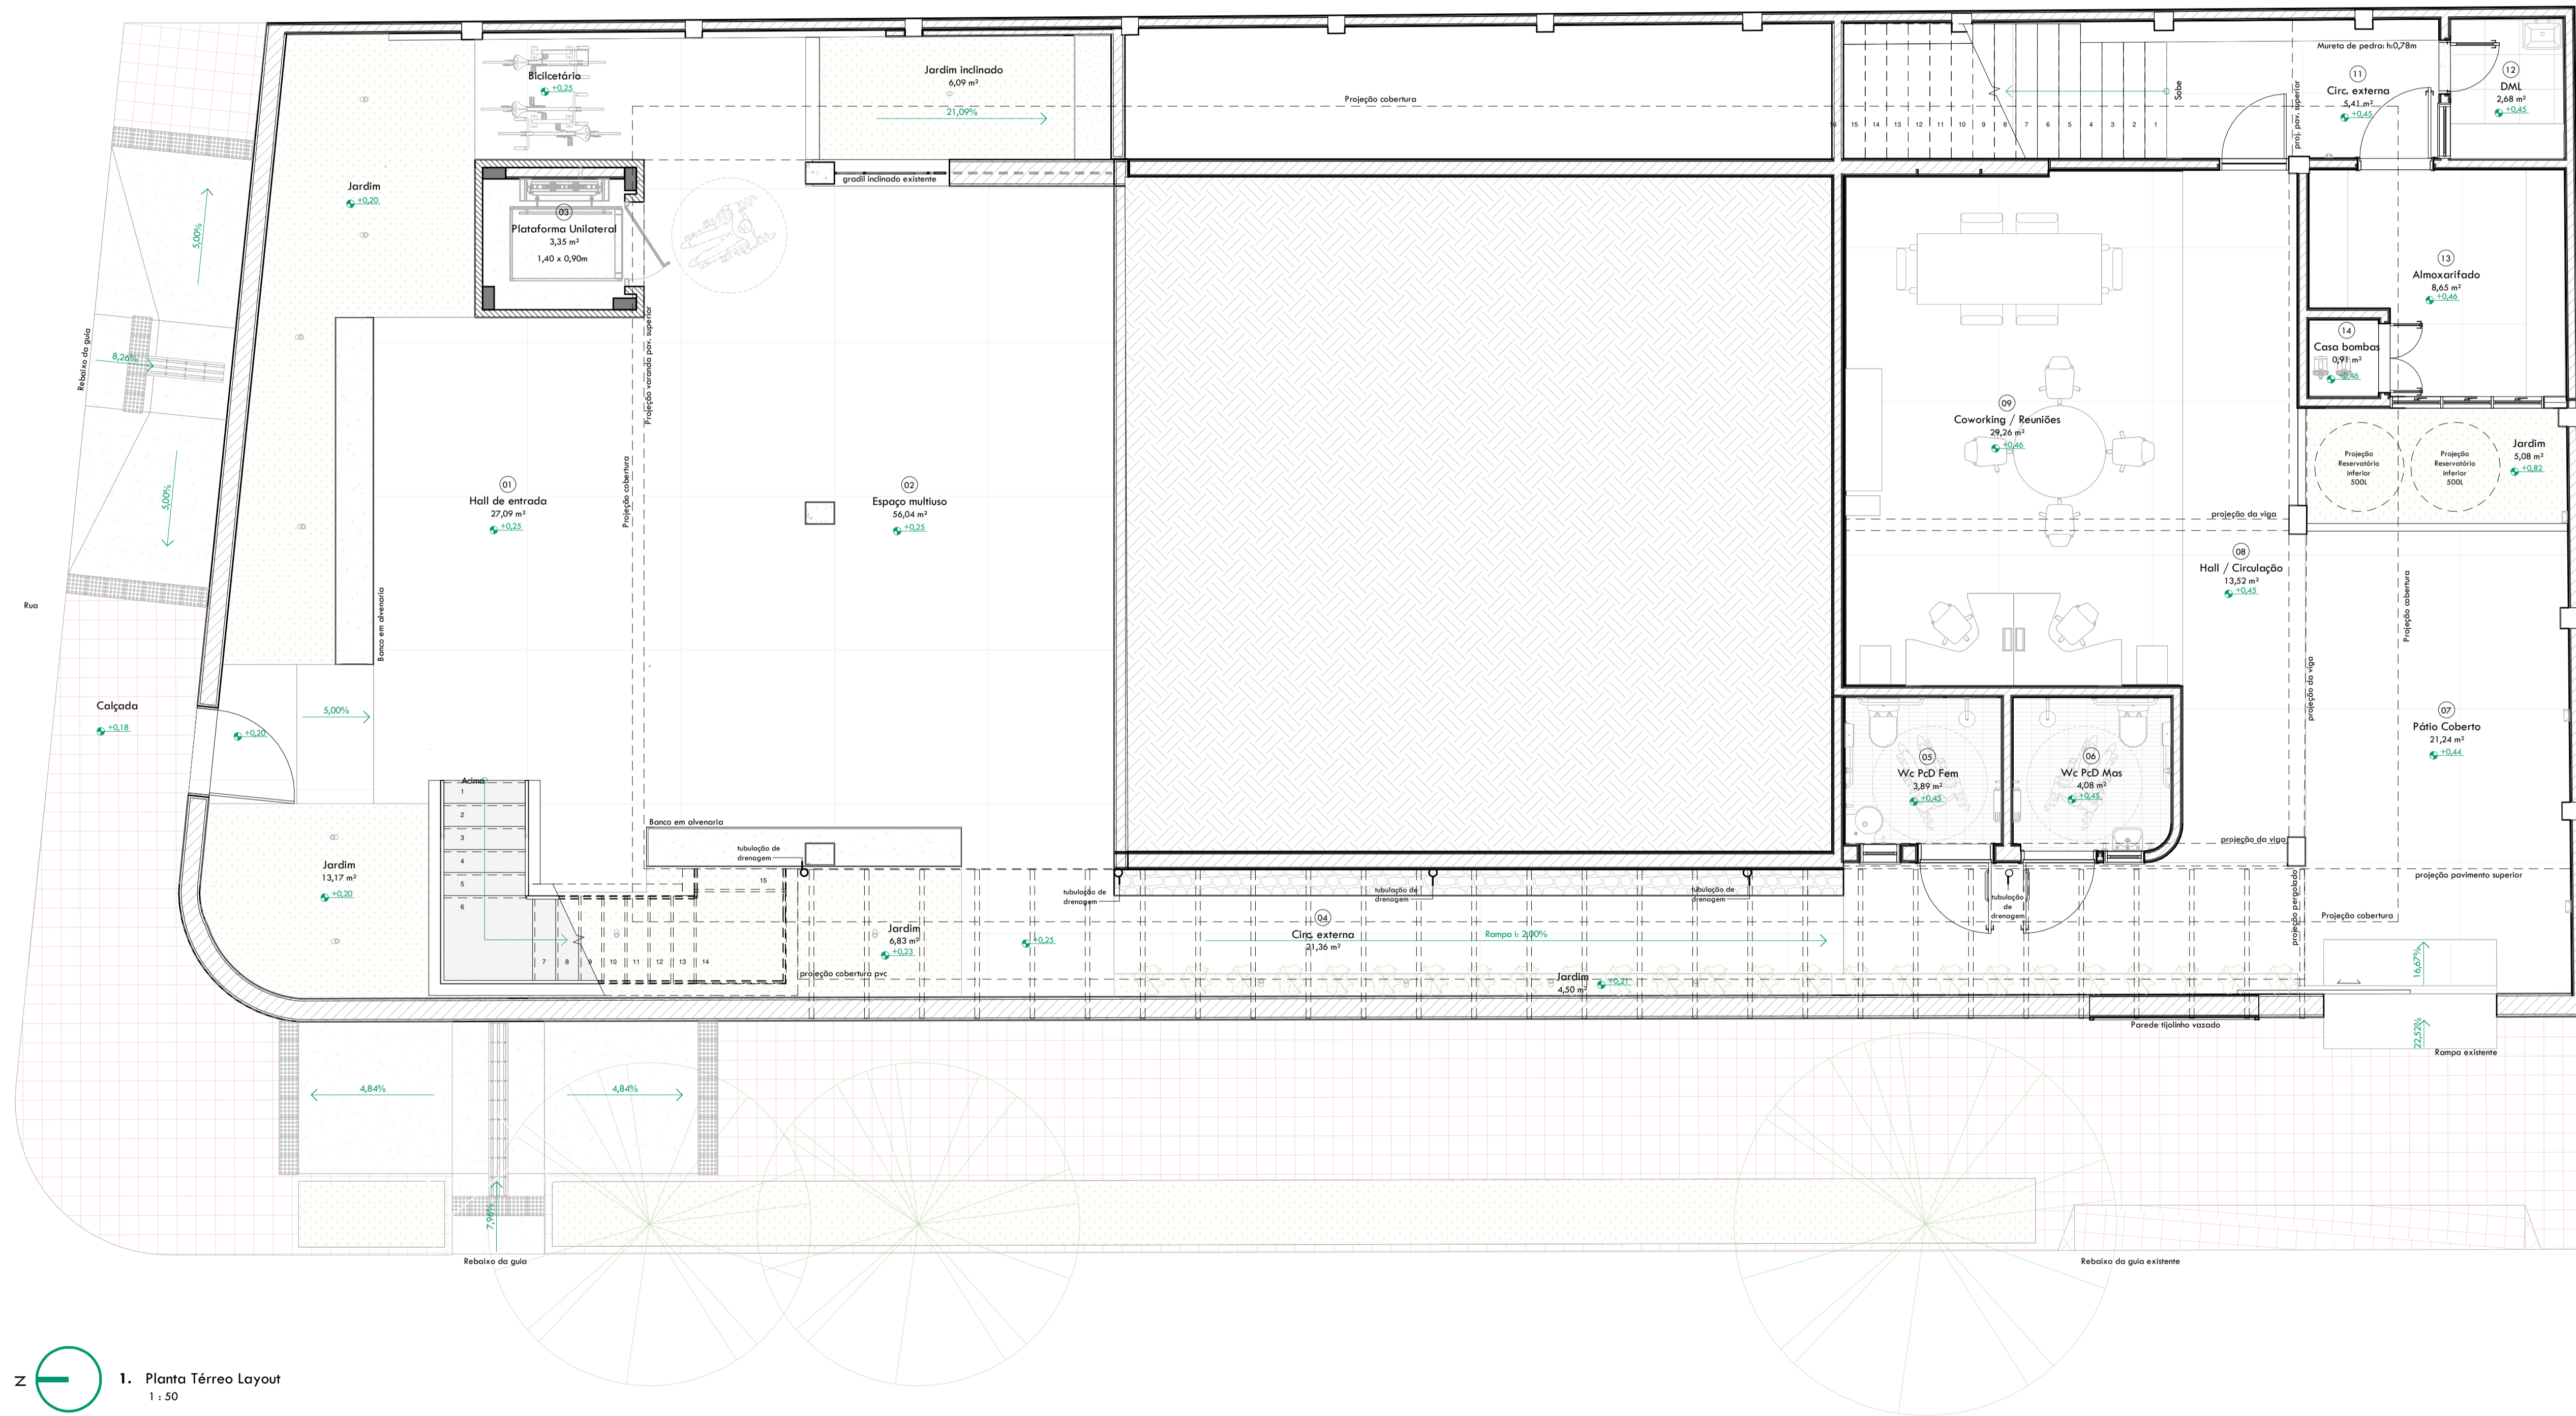 Mureta de pedra: h:0,78m
Bicilcetário
+0,25
Jardim inclinado
6,09 m²
21,09%
Projeção cobertura
Sobe
proj. pav. superior
11
Circ. externa
5,41 m²
+0,45
12
DML
2,68 m²
+0,45
16 15 14 13 12 11 10 9 8 7 6 5 4 3 2 1
gradil inclinado existente
Jardim
+0,20
5,00%
03
Plataforma Unilateral
3,35 m²
1,40 x 0,90m
13
Almoxarifado
8,65 m²
+0,46
14
Casa bombas
0,91 m²
+0,46
Rebaixo da guia
8,26%
Projeção varanda pav. superior
Projeção cobertura
09
Coworking / Reuniões
29,26 m²
+0,46
Projeção
Reservatório
inferior
500L
Projeção
Reservatório
inferior
500L
Jardim
5,08 m²
+0,82
5,00%
01
Hall de entrada
27,09 m²
+0,25
02
Espaço multiuso
56,04 m²
+0,25
projeção da viga
08
Hall / Circulação
13,52 m²
+0,45
Projeção cobertura
Rua
Banco em alvenaria
projeção da viga
Calçada
+0,18
+0,20
5,00%
07
Pátio Coberto
21,24 m²
+0,44
05
Wc PcD Fem
3,89 m²
+0,45
06
Wc PcD Mas
4,08 m²
+0,45
Acima
1
2
3
4
5
6
7 8 9 10 11 12 13 14
15
Banco em alvenaria
tubulação de
drenagem
projeção da viga
Jardim
13,17 m²
+0,20
tubulação de
drenagem
tubulação de
drenagem
tubulação de
drenagem
tubulação
de
drenagem
projeção pergolado
projeção pavimento superior
Projeção cobertura
Jardim
6,83 m²
+0,23
+0,25
04
Circ. externa
21,36 m²
Rampa i: 2,00%
projeção cobertura pvc
Jardim
4,50 m²
+0,21
16,67%
Parede tijolinho vazado
22,52%
Rampa existente
4,84%
4,84%
7,96%
Rebaixo da guia
Rebaixo da guia existente
N
1. Planta Térreo Layout
1 : 50